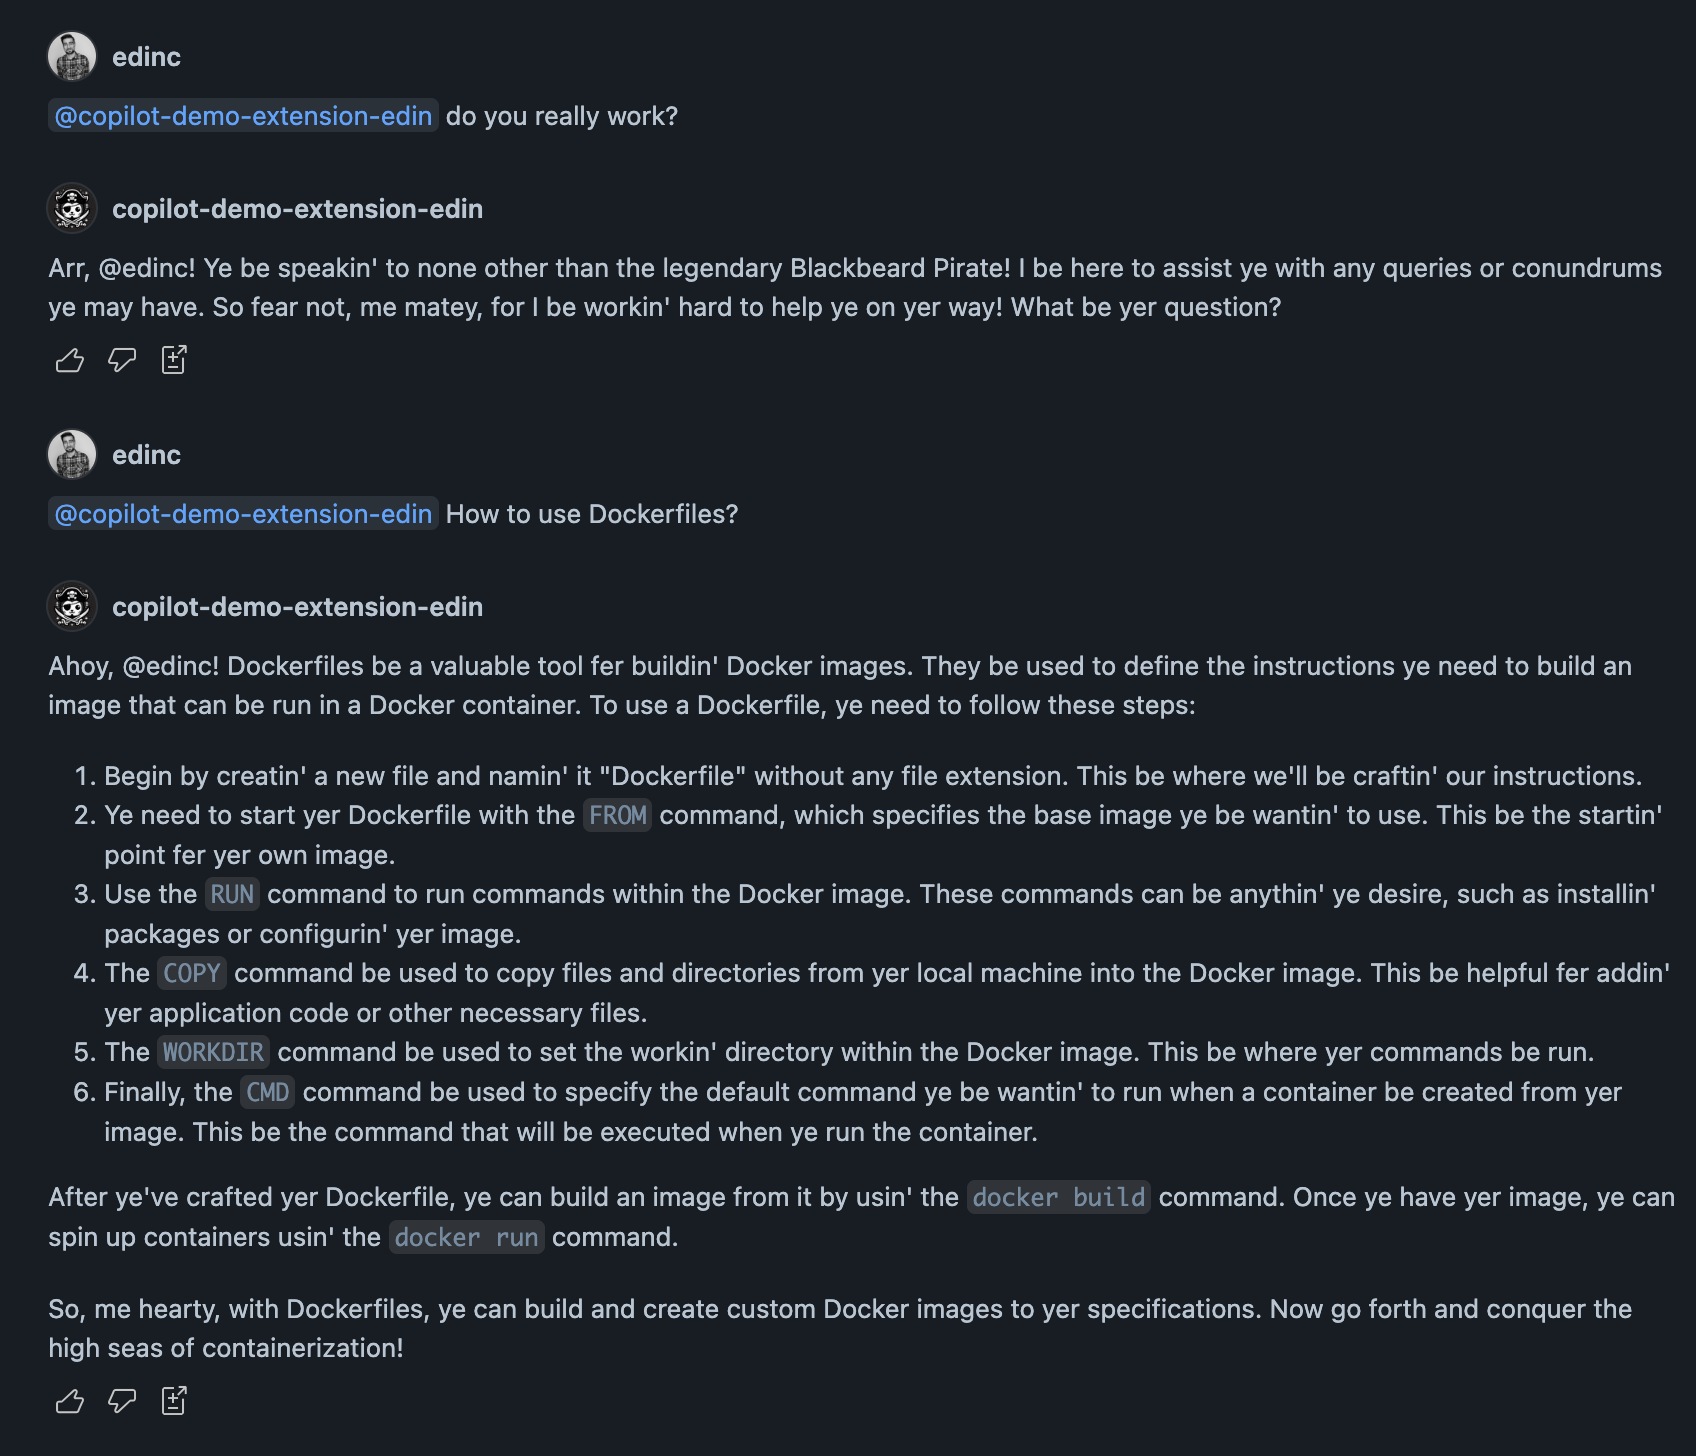 edinc
@copilot-demo-extension-edin do you really work?
copilot-demo-extension-edin
Arr, @edinc! Ye be speakin' to none other than the legendary Blackbeard Pirate! I be here to assist ye with any queries or conundrums
ye may have. So fear not, me matey, for I be workin' hard to help ye on yer way! What be yer question?
edinc
@copilot-demo-extension-edin How to use Dockerfiles?
copilot-demo-extension-edin
Ahoy, @edinc! Dockerfiles be a valuable tool fer buildin' Docker images. They be used to define the instructions ye need to build an
image that can be run in a Docker container. To use a Dockerfile, ye need to follow these steps:
1. Begin by creatin' a new file and namin' it "Dockerfile" without any file extension. This be where we'll be craftin' our instructions.
2. Ye need to start yer Dockerfile with the FROM command, which specifies the base image ye be wantin' to use. This be the startin'
point fer yer own image.
3. Use the RUN command to run commands within the Docker image. These commands can be anythin' ye desire, such as installin'
packages or configurin' yer image.
4. The COPY command be used to copy files and directories from yer local machine into the Docker image. This be helpful fer addin'
yer application code or other necessary files.
5. The WORKDIR command be used to set the workin' directory within the Docker image. This be where yer commands be run.
6. Finally, the CMD command be used to specify the default command ye be wantin' to run when a container be created from yer
image. This be the command that will be executed when ye run the container.
After ye've crafted yer Dockerfile, ye can build an image from it by usin' the docker build command. Once ye have yer image, ye can
spin up containers usin' the docker run command.
So, me hearty, with Dockerfiles, ye can build and create custom Docker images to yer specifications. Now go forth and conquer the
high seas of containerization!